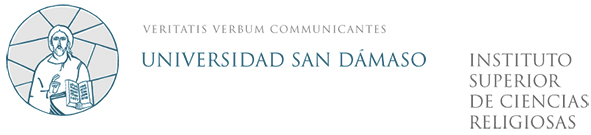 VERITATIS VERBUM COMMUNICANTES
UNIVERSIDAD SAN DÁMASO
INSTITUTO
SUPERIOR
DE CIENCIAS
RELIGIOSAS